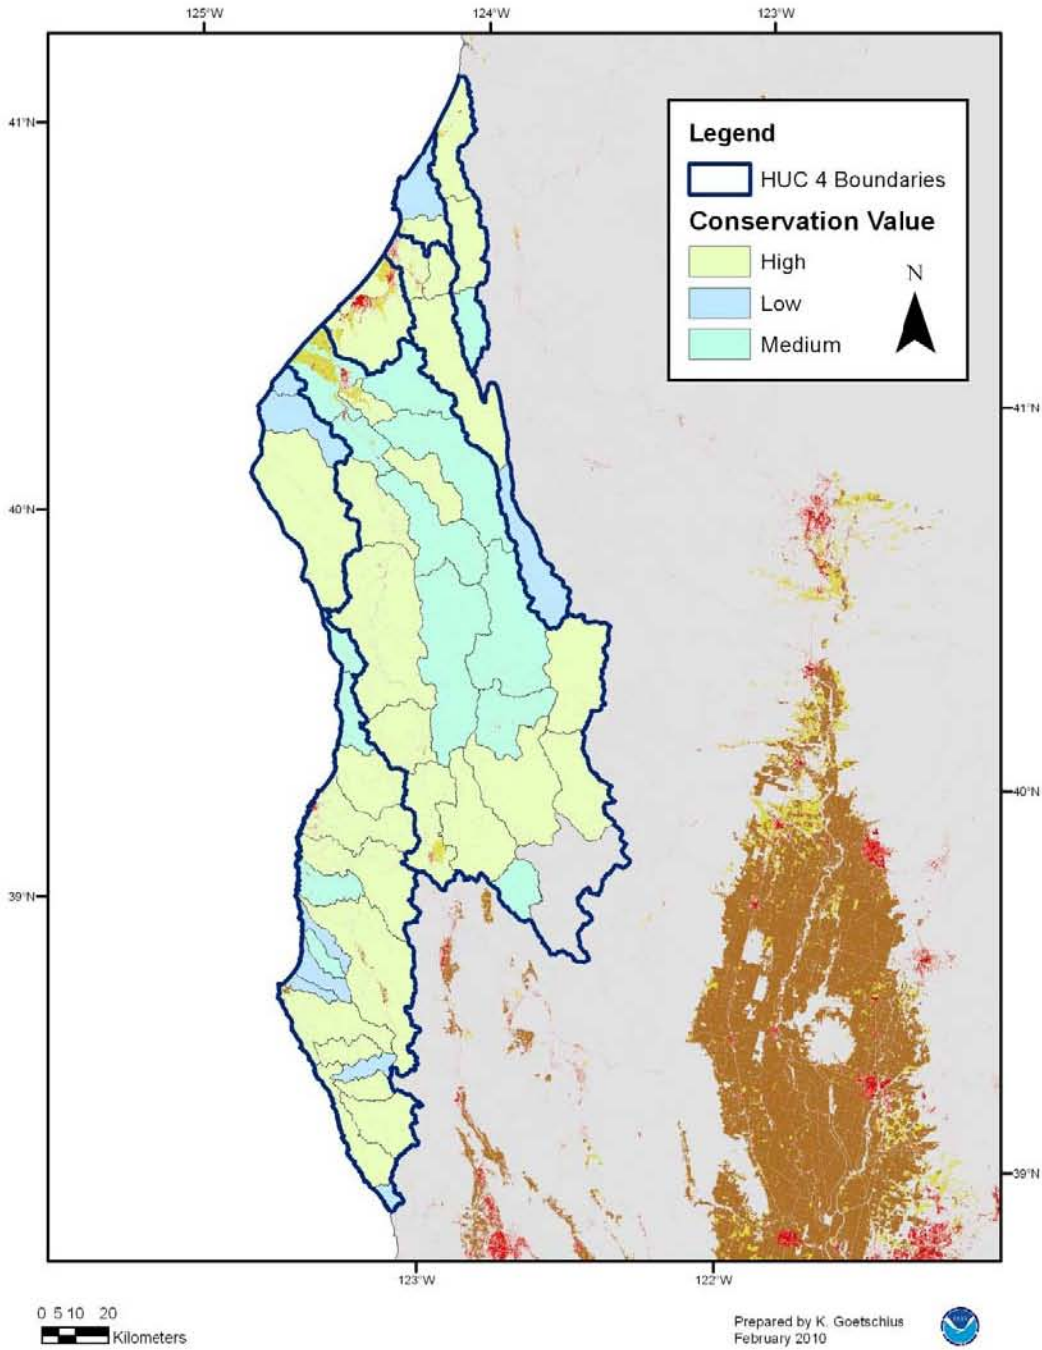 125°W 124°W 123°W
41°N
Legend
HUC 4 Boundaries
Conservation Value
High
N
Low
Medium
41°N
40°N
40°N
39°N
39°N
123°W 122°W
0 5 10 20
Kilometers
Prepared by K. Goetschius
February 2010